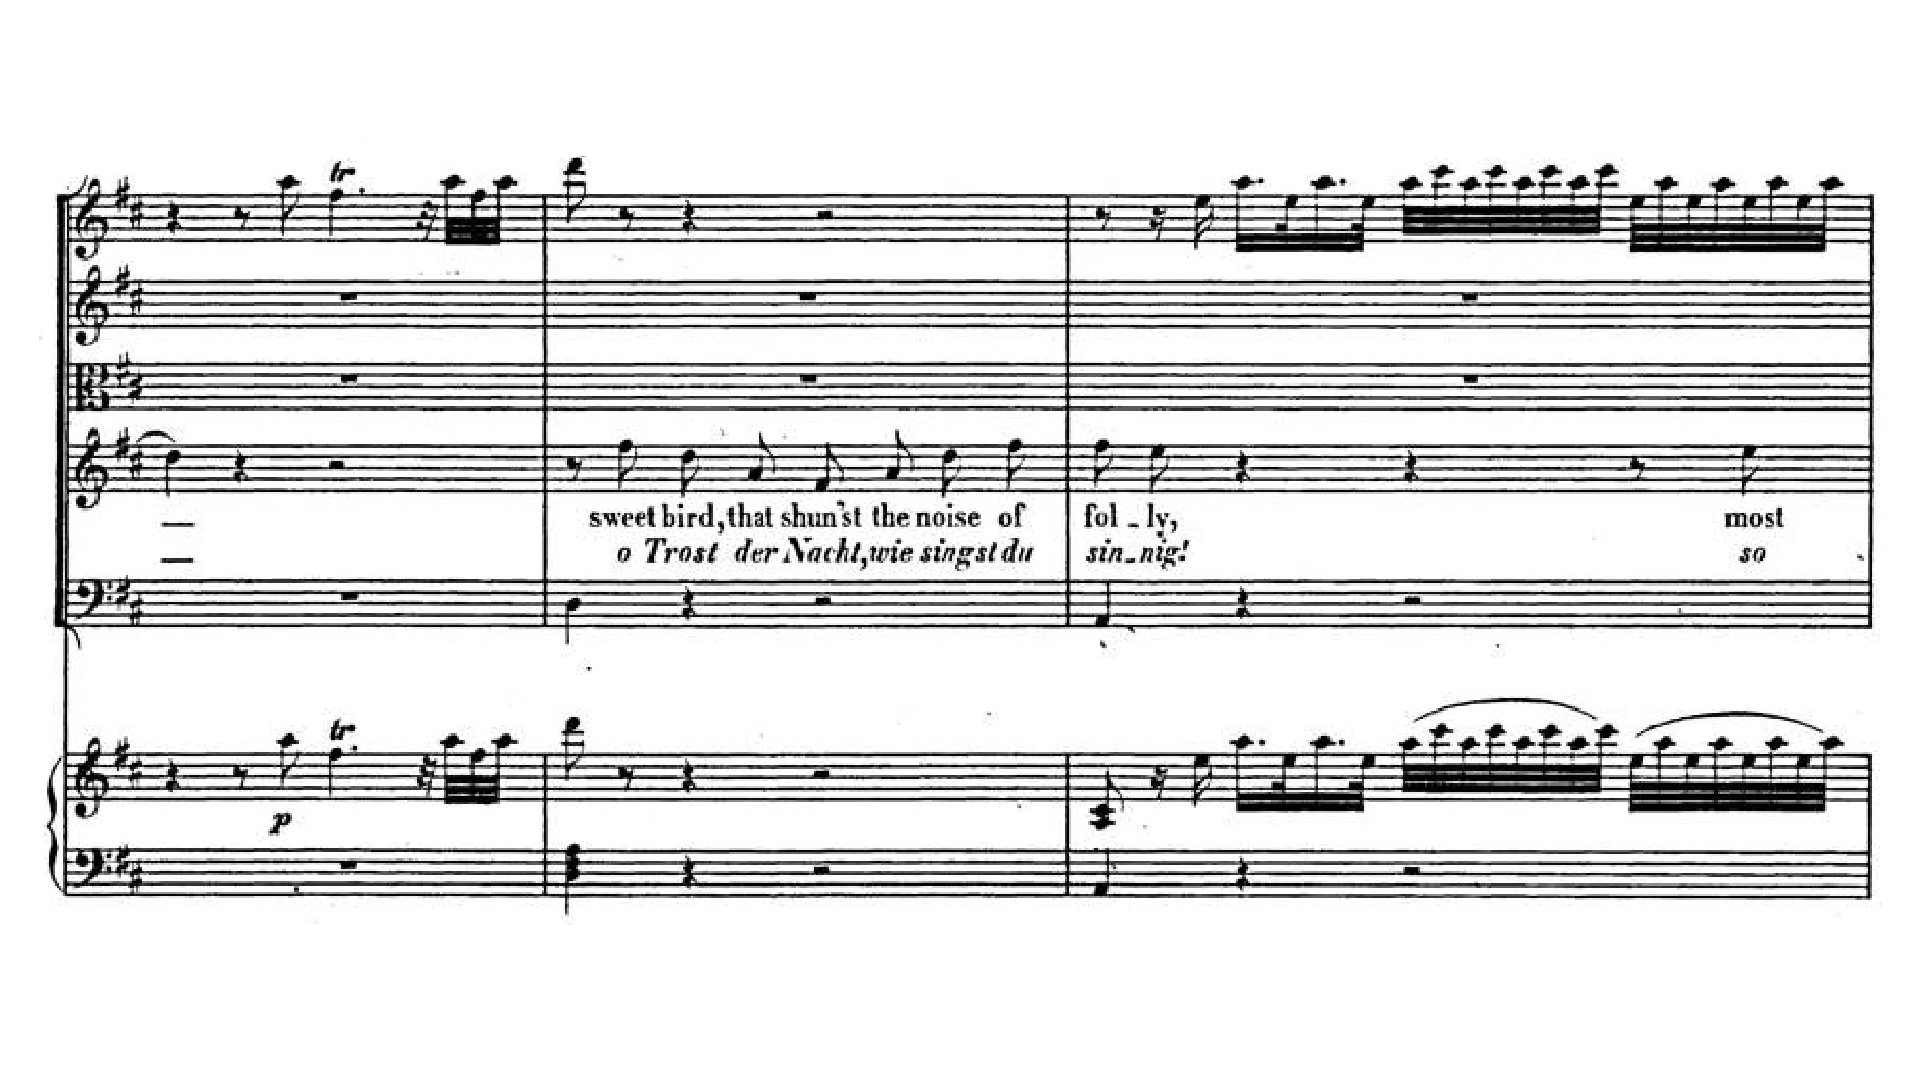 tr
sweet bird, that shun'st the noise of fol - ly, most
o Trost der Nacht, wie singst du sin - nig! so
tr
p